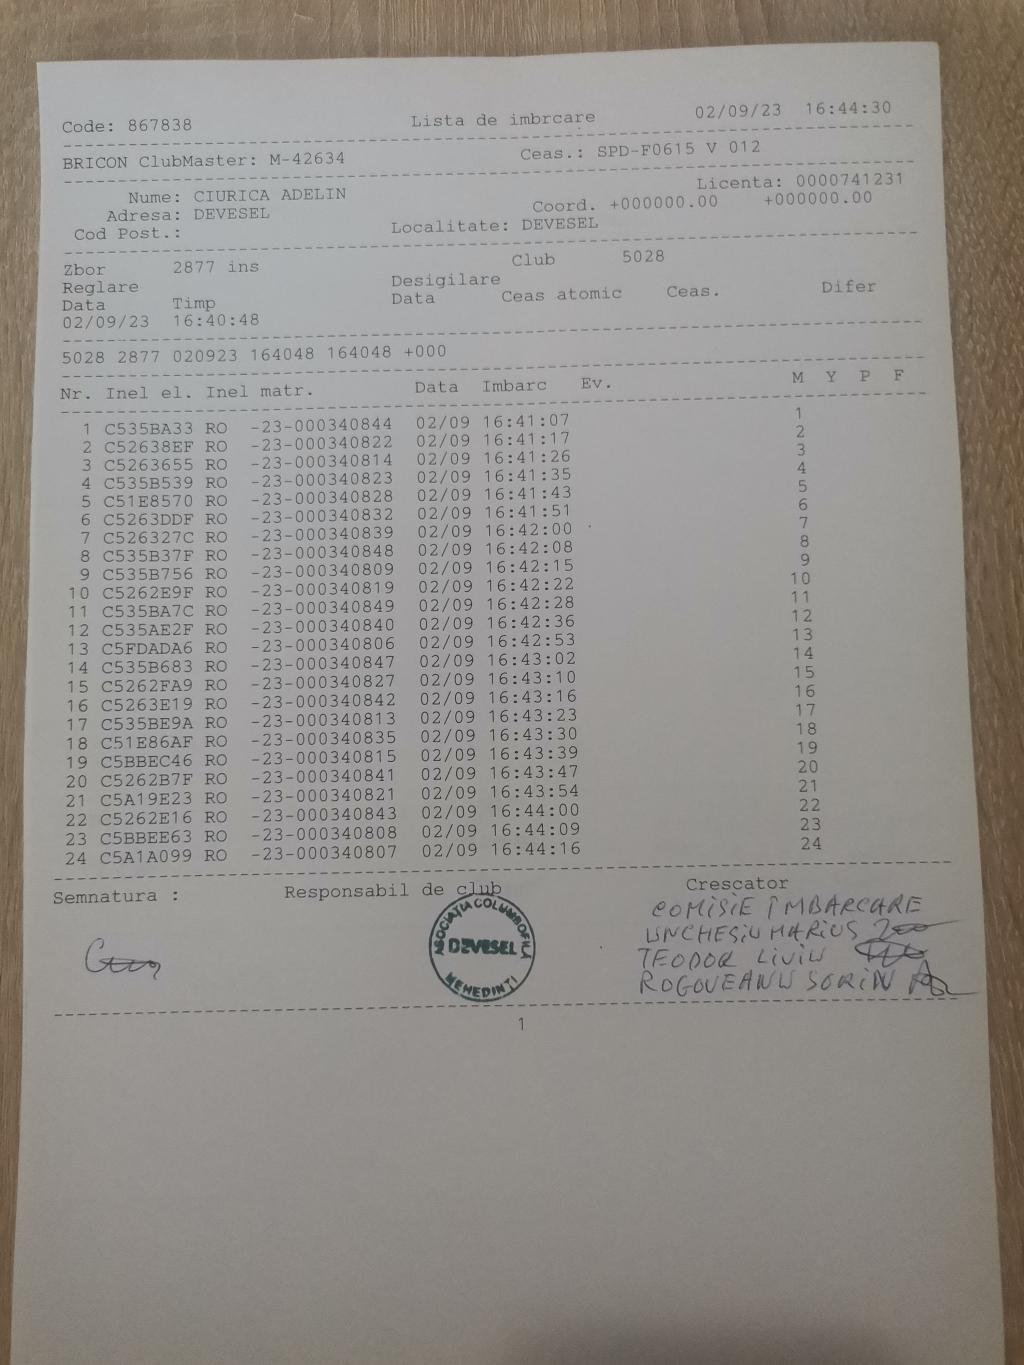 Code: 867838 Lista de imbrcare 02/09/23 16:44:30
BRICON ClubMaster: M-42634 Ceas.: SPD-F0615 V 012
Nume: CIURICA ADELIN Licenta: 0000741231
Adresa: DEVESEL Coord. +000000.00 +000000.00
Cod Post.: Localitate: DEVESEL
Zbor 2877 ins Club 5028
Reglare Desigilare
Data Timp Data Ceas atomic Ceas. Difer
02/09/23 16:40:48
5028 2877 020923 164048 164048 +000
Nr. Inel el. Inel matr. Data Imbarc Ev. M Y P F
1 C535BA33 RO -23-000340844 02/09 16:41:07 1
2 C52638EF RO -23-000340822 02/09 16:41:17 2
3 C5263655 RO -23-000340814 02/09 16:41:26 3
4 C535B539 RO -23-000340823 02/09 16:41:35 4
5 C51E8570 RO -23-000340828 02/09 16:41:43 5
6 C5263DDF RO -23-000340832 02/09 16:41:51 6
7 C526327C RO -23-000340839 02/09 16:42:00 7
8 C535B37F RO -23-000340848 02/09 16:42:08 8
9 C535B756 RO -23-000340809 02/09 16:42:15 9
10 C5262E9F RO -23-000340819 02/09 16:42:22 10
11 C535BA7C RO -23-000340849 02/09 16:42:28 11
12 C535AE2F RO -23-000340840 02/09 16:42:36 12
13 C5FDADA6 RO -23-000340806 02/09 16:42:53 13
14 C535B683 RO -23-000340847 02/09 16:43:02 14
15 C5262FA9 RO -23-000340827 02/09 16:43:10 15
16 C5263E19 RO -23-000340842 02/09 16:43:16 16
17 C535BE9A RO -23-000340813 02/09 16:43:23 17
18 C51E86AF RO -23-000340835 02/09 16:43:30 18
19 C5BBEC46 RO -23-000340815 02/09 16:43:39 19
20 C5262B7F RO -23-000340841 02/09 16:43:47 20
21 C5A19E23 RO -23-000340821 02/09 16:43:54 21
22 C5262E16 RO -23-000340843 02/09 16:44:00 22
23 C5BBEE63 RO -23-000340808 02/09 16:44:09 23
24 C5A1A099 RO -23-000340807 02/09 16:44:16 24
Semnatura : Responsabil de club Crescator
COMISIE ÎMBARCARE
UNCHESIU MARIUS
TEODOR LIVIU
ROGOVEANU SORIN
ASOCIAȚIA COLUMBOFILĂ
DEVESEL
MEHEDINȚI
1